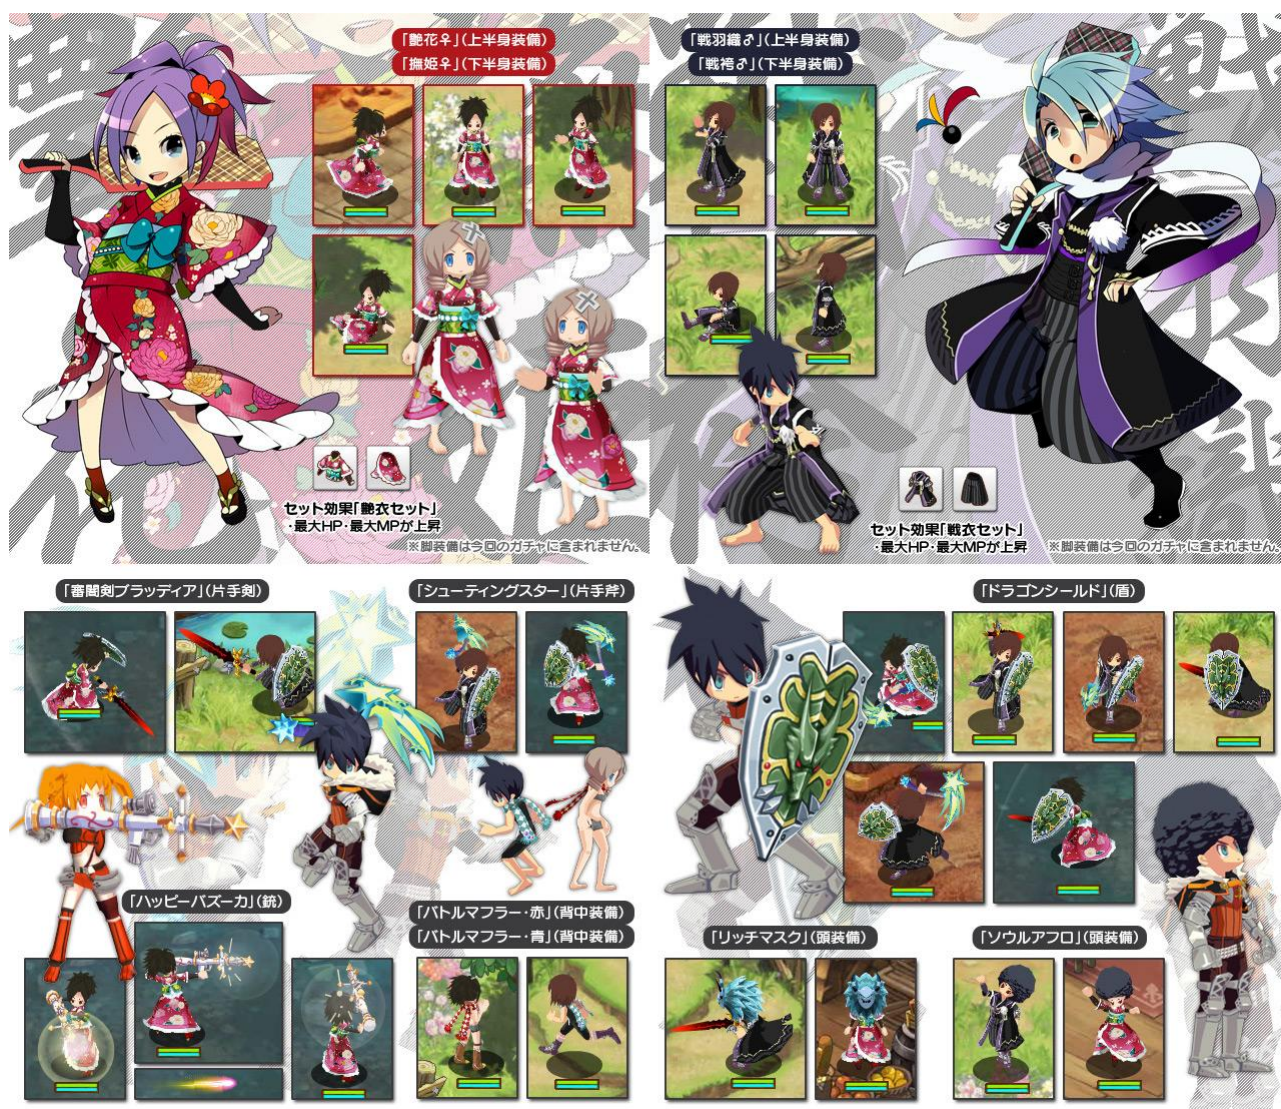 「艶花♀」(上半身装備)
「撫姫♀」(下半身装備)
「戦羽織♂」(上半身装備)
「戦袴♂」(下半身装備)
セット効果「艶衣セット」
・最大HP・最大MPが上昇
※脚装備は今回のガチャに含まれません。
セット効果「戦衣セット」
・最大HP・最大MPが上昇
※脚装備は今回のガチャに含まれません。
「審闇剣ブラッディア」(片手剣)
「シューティングスター」(片手斧)
「ドラゴンシールド」(盾)
「ハッピーバズーカ」(銃)
「バトルマフラー・赤」(背中装備)
「バトルマフラー・青」(背中装備)
「リッチマスク」(頭装備)
「ソウルアフロ」(頭装備)